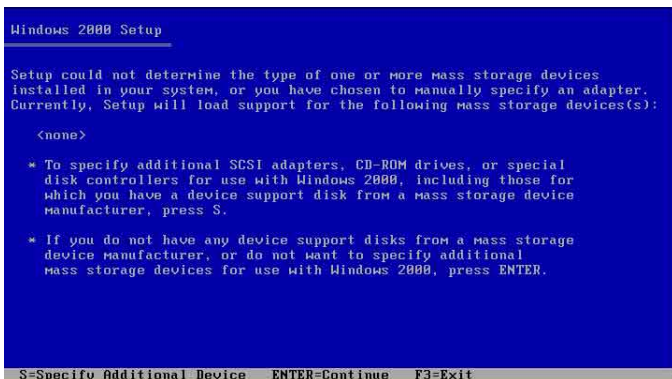 Windows 2000 Setup
Setup could not determine the type of one or more mass storage devices
installed in your system, or you have chosen to manually specify an adapter.
Currently, Setup will load support for the following mass storage devices(s):
<none>
* To specify additional SCSI adapters, CD-ROM drives, or special
disk controllers for use with Windows 2000, including those for
which you have a device support disk from a mass storage device
manufacturer, press S.
* If you do not have any device support disks from a mass storage
device manufacturer, or do not want to specify additional
mass storage devices for use with Windows 2000, press ENTER.
S=Specify Additional Device ENTER=Continue F3=Exit